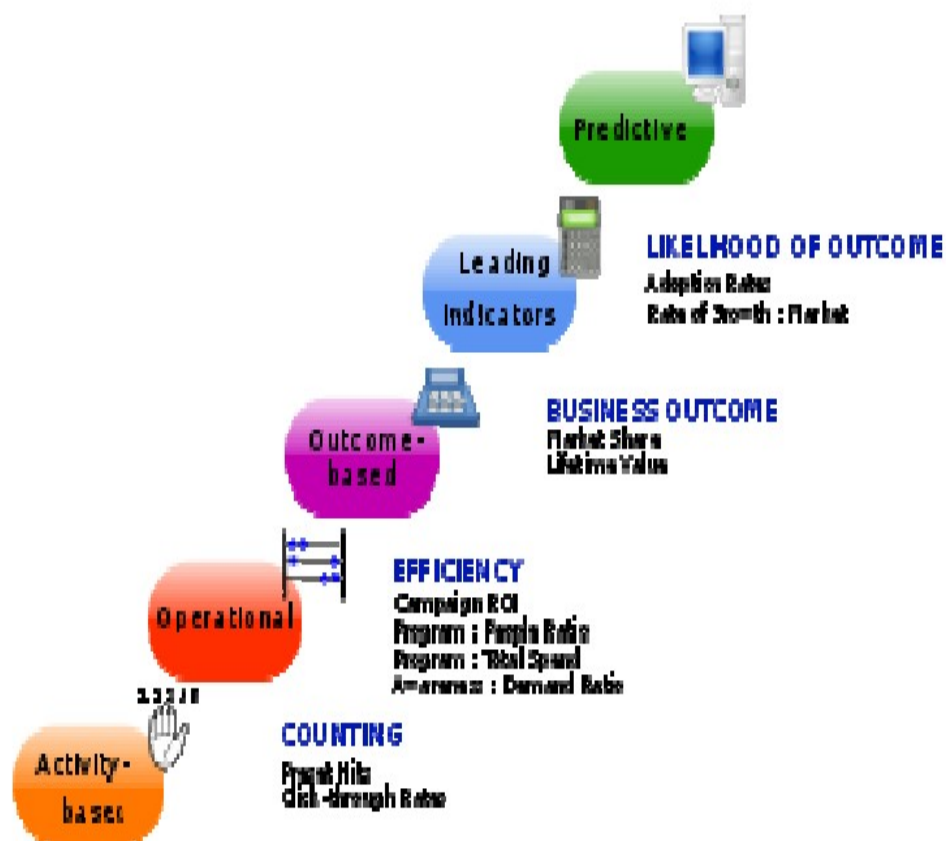 Predictive
Leading
Indicators
LIKELIHOOD OF OUTCOME
Adoption Rates
Rate of Growth : Market
Outcome-
based
BUSINESS OUTCOME
Market Share
Lifetime Value
Operational
EFFICIENCY
Campaign ROI
Program : People Ratio
Program : Total Spend
Awareness : Demand Ratio
Activity-
based
COUNTING
Hits
Click-through Rates